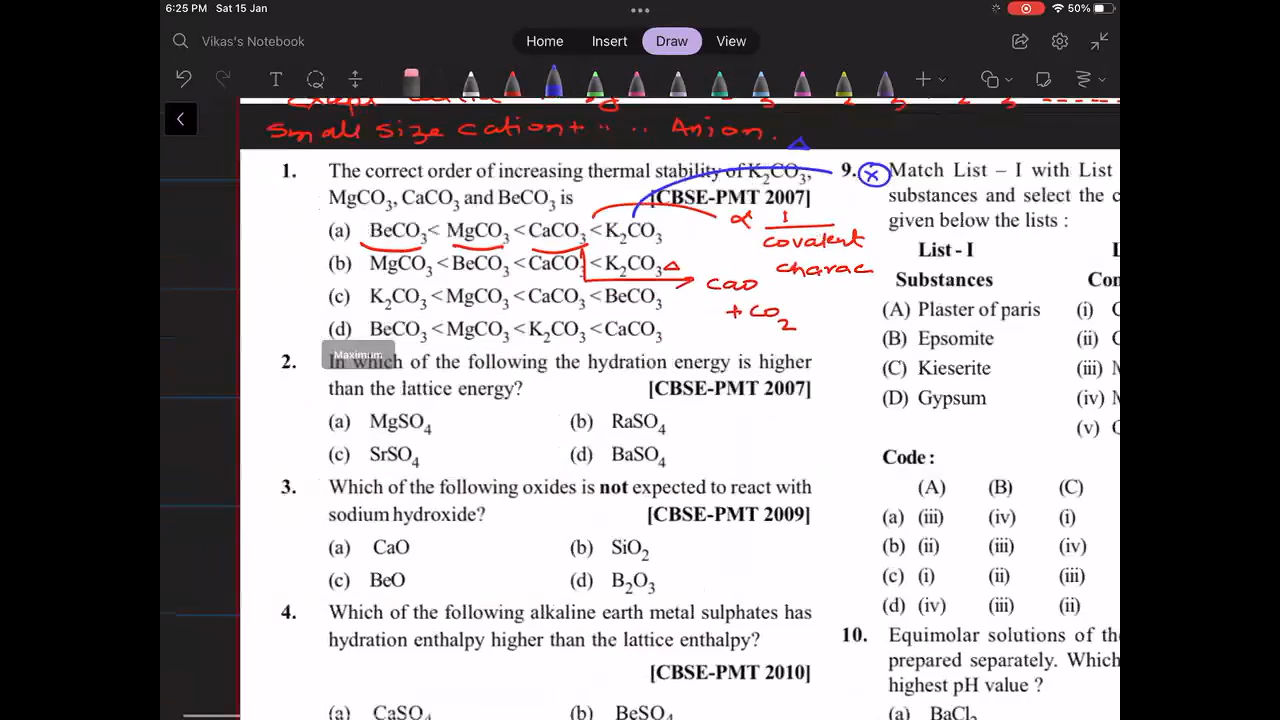 6:25 PM Sat 15 Jan
50%
Vikas's Notebook
Home Insert Draw View
Small size cation + " .. Anion.
1. The correct order of increasing thermal stability of K₂CO₃,
MgCO₃, CaCO₃ and BeCO₃ is [CBSE-PMT 2007]
(a) BeCO₃ < MgCO₃ < CaCO₃ < K₂CO₃
(b) MgCO₃ < BeCO₃ < CaCO₃ < K₂CO₃
(c) K₂CO₃ < MgCO₃ < CaCO₃ < BeCO₃
(d) BeCO₃ < MgCO₃ < K₂CO₃ < CaCO₃
∝ 1
covalent
charac
Δ
Δ
cao
+ CO₂
Maximum
2. In which of the following the hydration energy is higher
than the lattice energy? [CBSE-PMT 2007]
(a) MgSO₄ (b) RaSO₄
(c) SrSO₄ (d) BaSO₄
3. Which of the following oxides is not expected to react with
sodium hydroxide? [CBSE-PMT 2009]
(a) CaO (b) SiO₂
(c) BeO (d) B₂O₃
4. Which of the following alkaline earth metal sulphates has
hydration enthalpy higher than the lattice enthalpy?
[CBSE-PMT 2010]
(a) CaSO₄ (b) BeSO₄
9. x Match List – I with List
substances and select the c
given below the lists :
List - I L
Substances Con
(A) Plaster of paris (i) C
(B) Epsomite (ii) C
(C) Kieserite (iii) M
(D) Gypsum (iv) M
(v) C
Code :
(A) (B) (C)
(a) (iii) (iv) (i)
(b) (ii) (iii) (iv)
(c) (i) (ii) (iii)
(d) (iv) (iii) (ii)
10. Equimolar solutions of the
prepared separately. Which
highest pH value ?
(a) BaCl₂